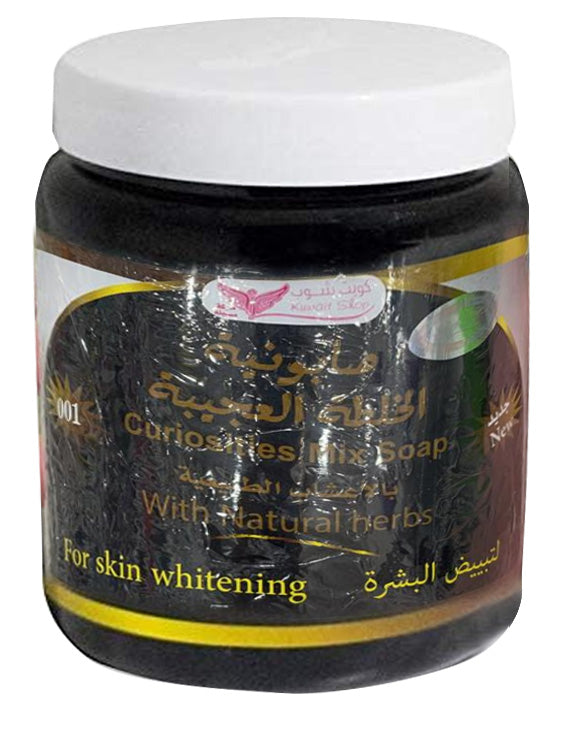 كويت شوب
Kuwait Shop
صابونية
الخلطة العجيبة
Curiosities Mix Soap
بالاعشاب الطبيعية
With Natural herbs
001
جديد
New
For skin whitening
لتبييض البشرة